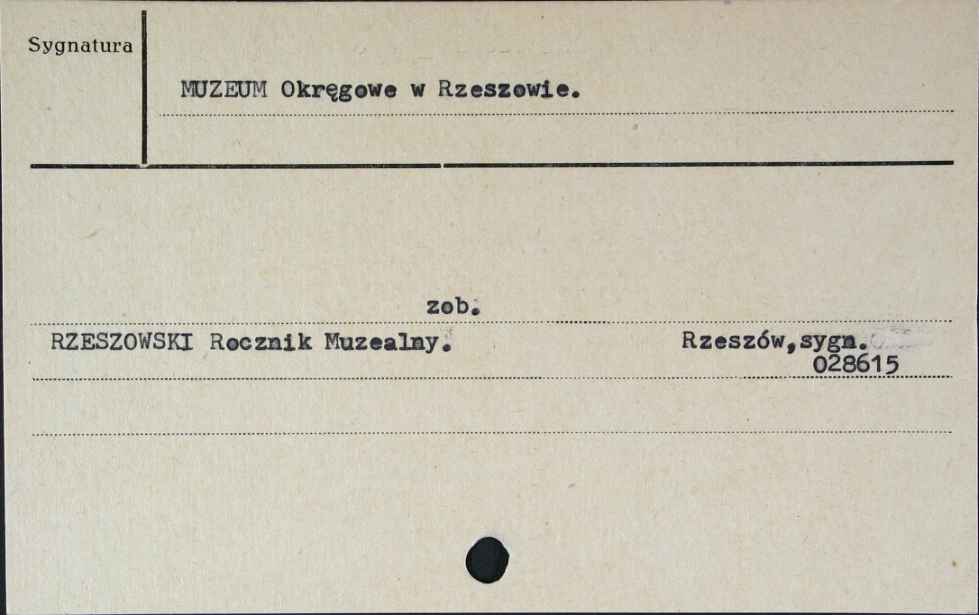 Sygnatura
MUZEUM Okręgowe w Rzeszowie.
zob.
RZESZOWSKI Rocznik Muzealny. Rzeszów,sygn.
028615